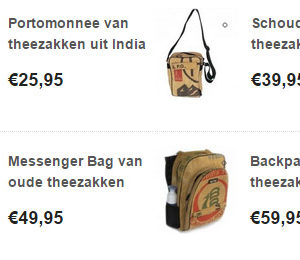 Portomonnee van
theezakken uit India
€25,95
Schoud
theezak
€39,95
Messenger Bag van
oude theezakken
€49,95
Backpa
theezak
€59,95